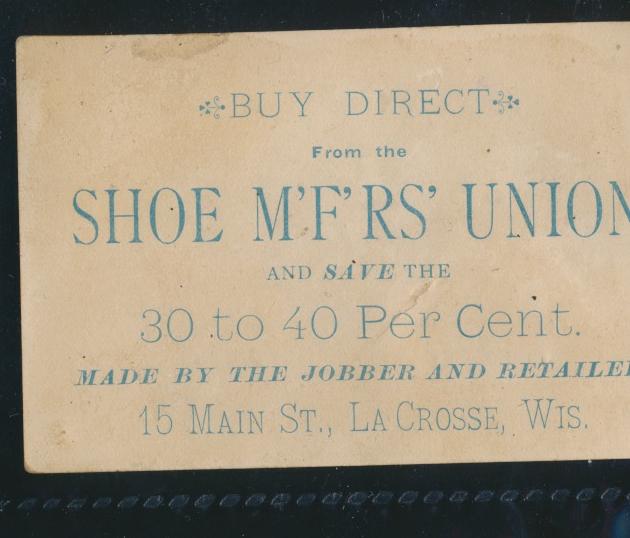 BUY DIRECT
From the
SHOE M'F'RS' UNION
AND SAVE THE
30 to 40 Per Cent.
MADE BY THE JOBBER AND RETAILER
15 MAIN ST., LA CROSSE, WIS.